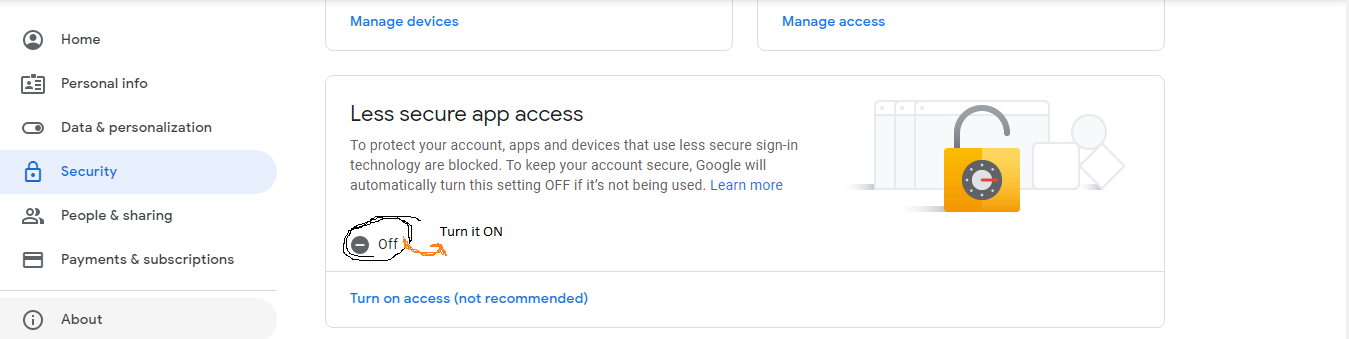 Manage devices
Manage access
Home
Personal info
Data & personalization
Security
People & sharing
Payments & subscriptions
About
Less secure app access
To protect your account, apps and devices that use less secure sign-in
technology are blocked. To keep your account secure, Google will
automatically turn this setting OFF if it’s not being used. Learn more
Turn it ON
Off
Turn on access (not recommended)